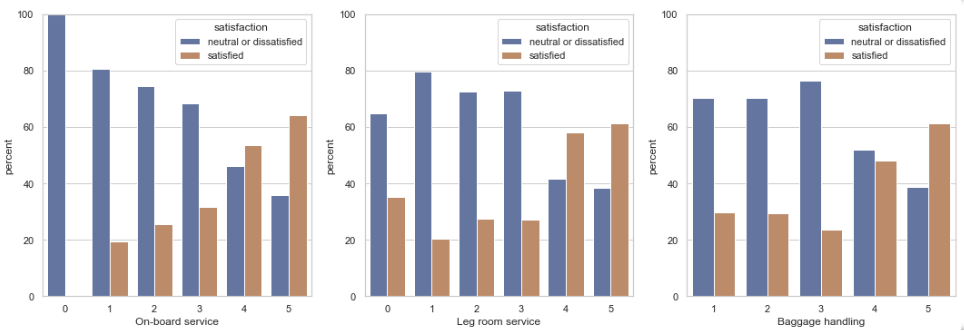 satisfaction
neutral or dissatisfied
satisfied
percent
100
80
60
40
20
0
0 1 2 3 4 5
On-board service
satisfaction
neutral or dissatisfied
satisfied
percent
100
80
60
40
20
0
0 1 2 3 4 5
Leg room service
satisfaction
neutral or dissatisfied
satisfied
percent
100
80
60
40
20
0
1 2 3 4 5
Baggage handling